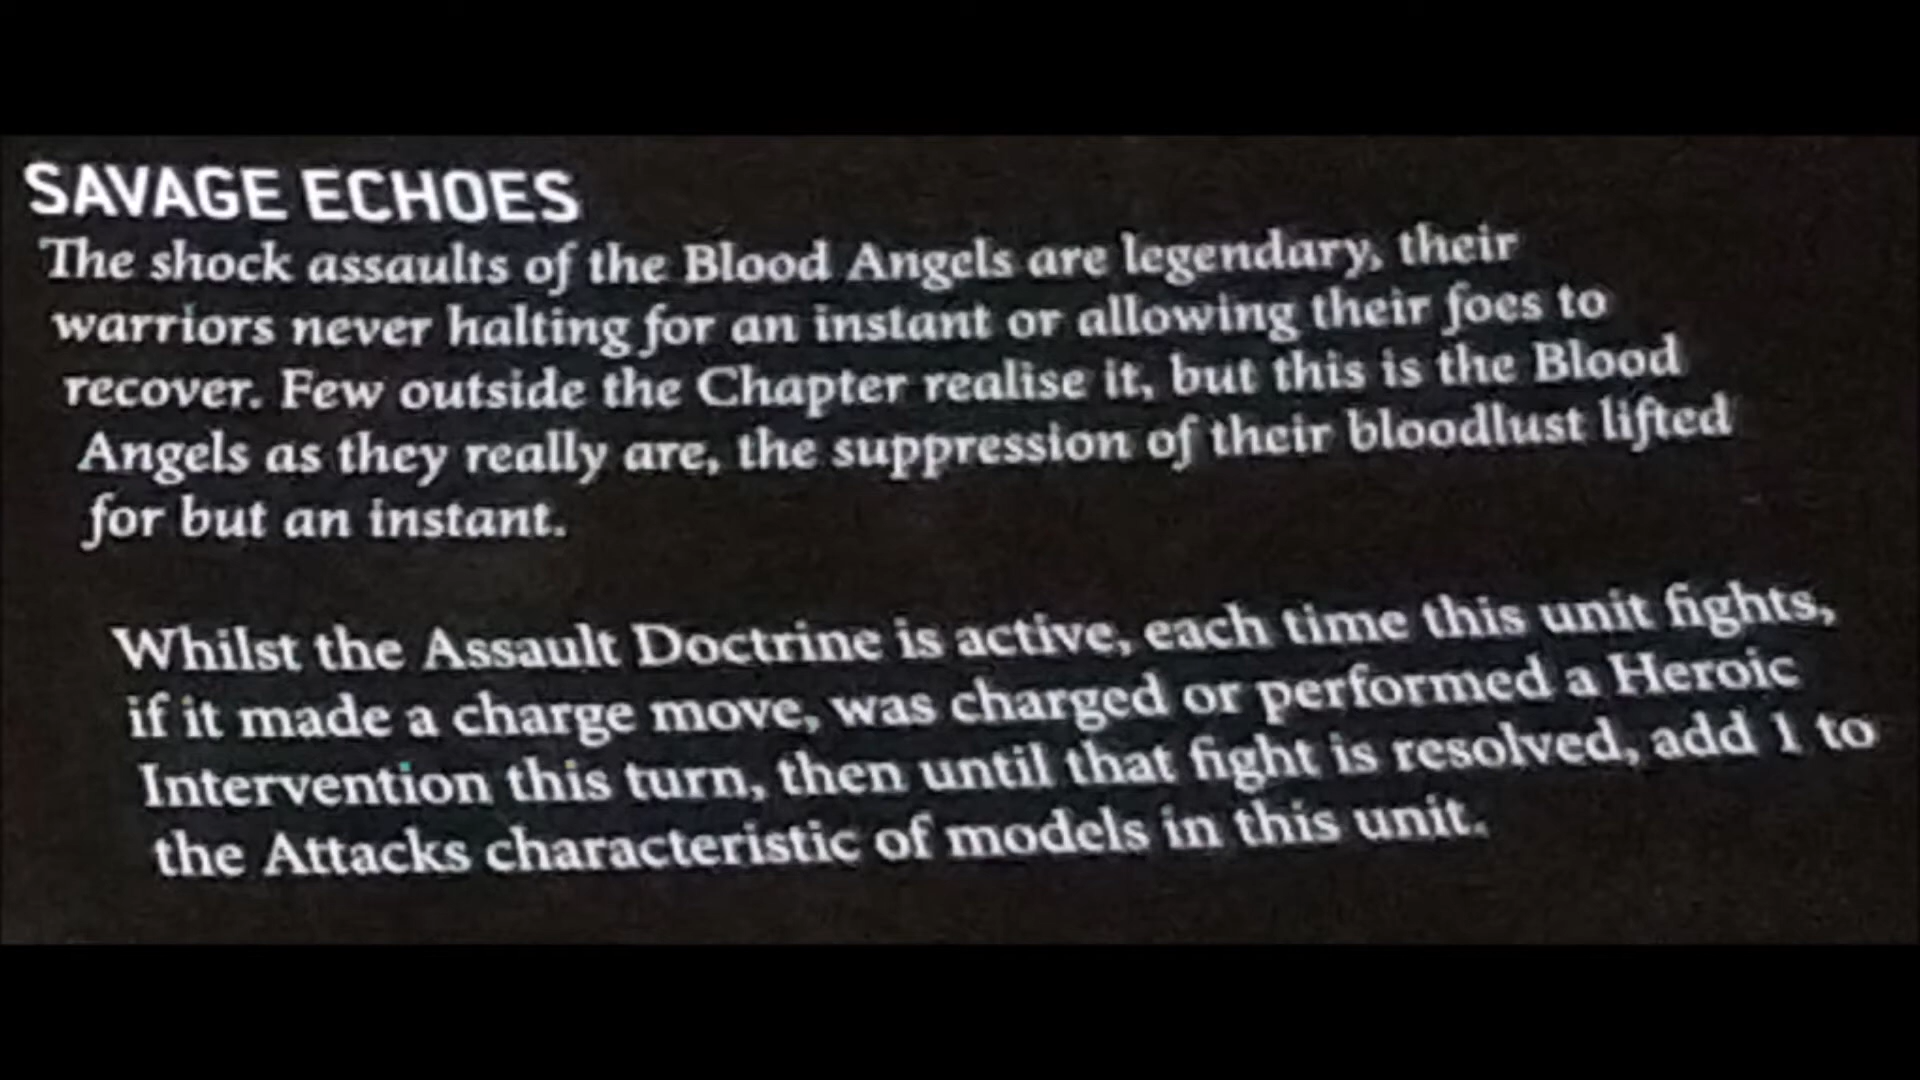 SAVAGE ECHOES
The shock assaults of the Blood Angels are legendary, their
warriors never halting for an instant or allowing their foes to
recover. Few outside the Chapter realise it, but this is the Blood
Angels as they really are, the suppression of their bloodlust lifted
for but an instant.
Whilst the Assault Doctrine is active, each time this unit fights,
if it made a charge move, was charged or performed a Heroic
Intervention this turn, then until that fight is resolved, add 1 to
the Attacks characteristic of models in this unit.